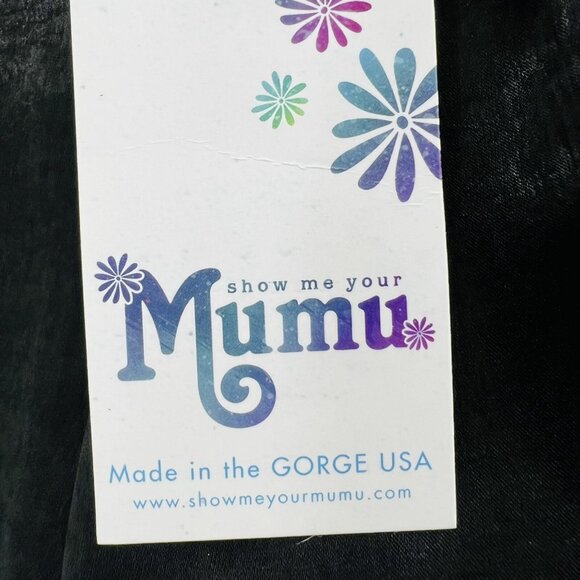 show me your
Mumu
Made in the GORGE USA
www.showmeyourmumu.com